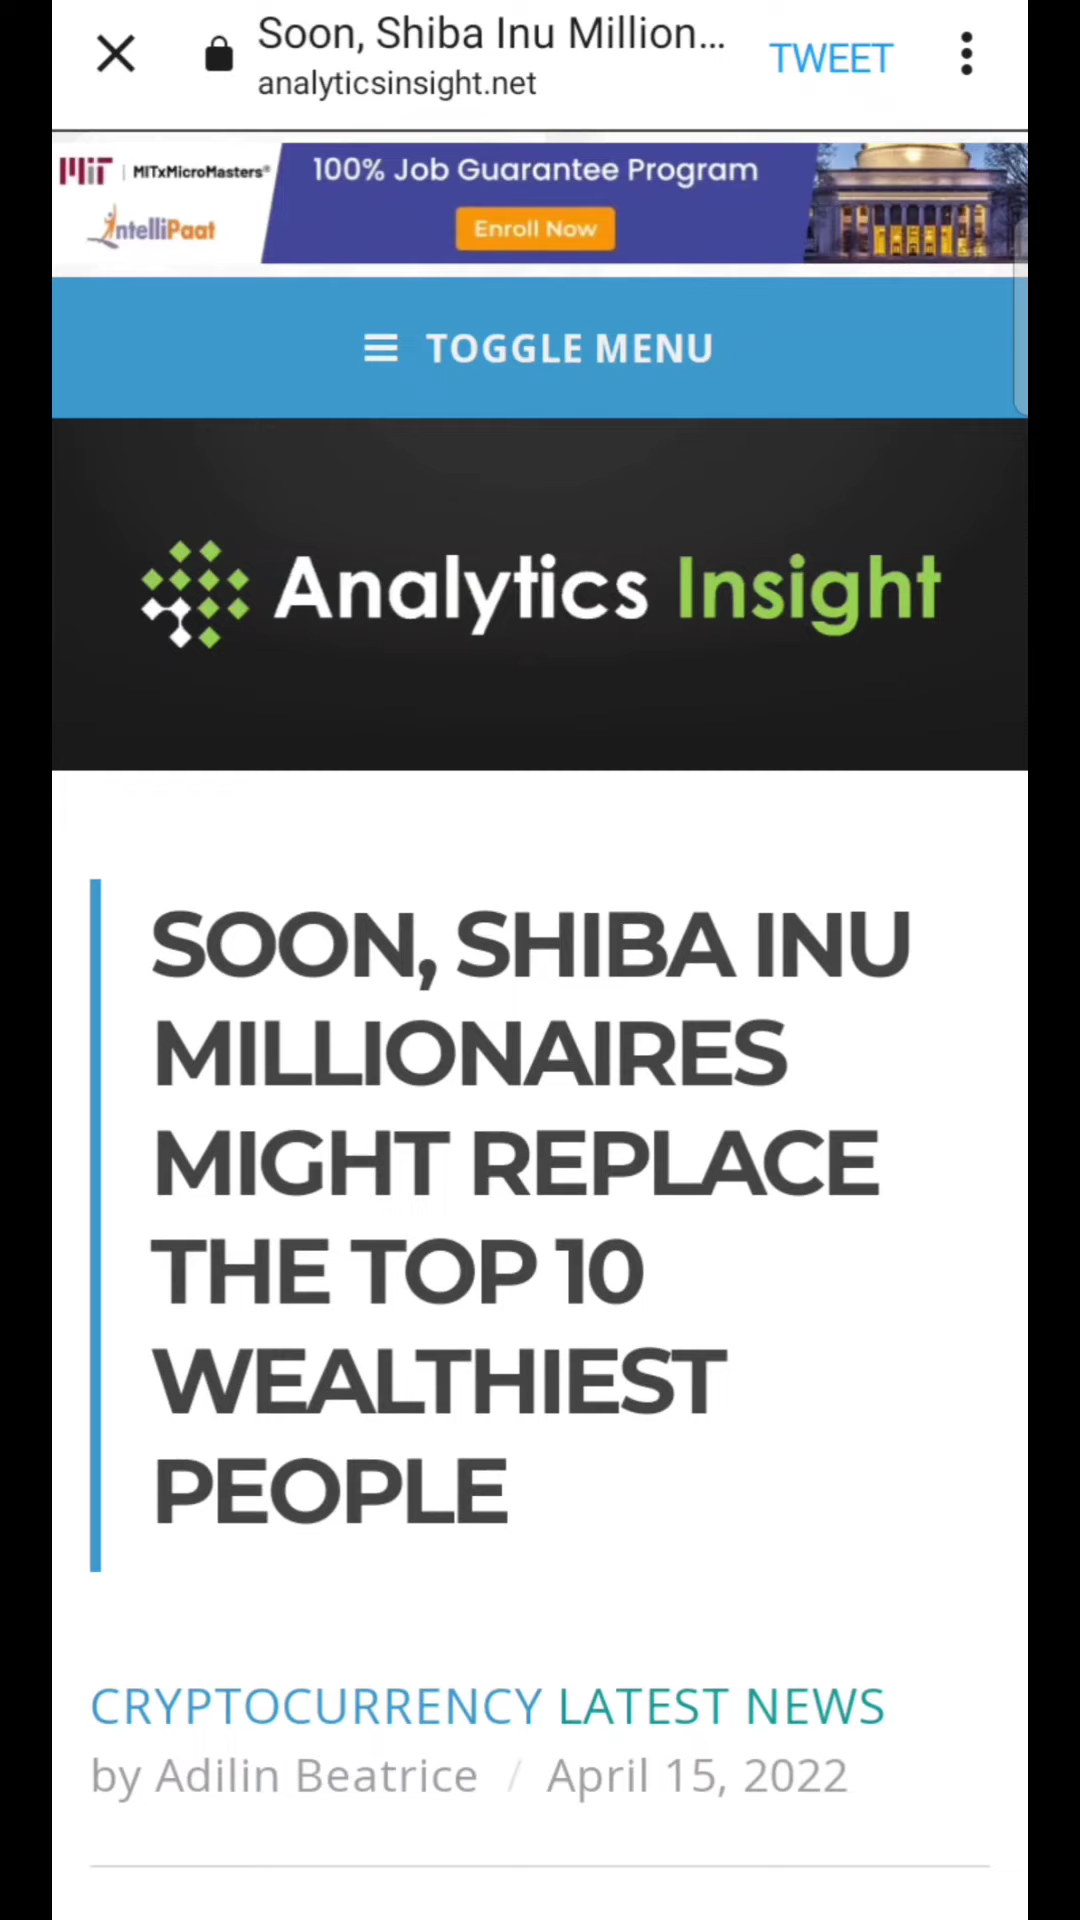 Soon, Shiba Inu Million...
analyticsinsight.net
TWEET
MIT | MITxMicroMasters®
IntelliPaat
100% Job Guarantee Program
Enroll Now
TOGGLE MENU
Analytics Insight
SOON, SHIBA INU
MILLIONAIRES
MIGHT REPLACE
THE TOP 10
WEALTHIEST
PEOPLE
CRYPTOCURRENCY LATEST NEWS
by Adilin Beatrice / April 15, 2022